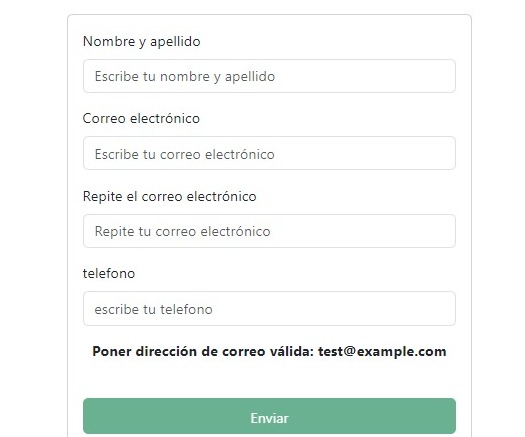 Nombre y apellido
Escribe tu nombre y apellido
Correo electrónico
Escribe tu correo electrónico
Repite el correo electrónico
Repite tu correo electrónico
telefono
escribe tu telefono
Poner dirección de correo válida: test@example.com
Enviar